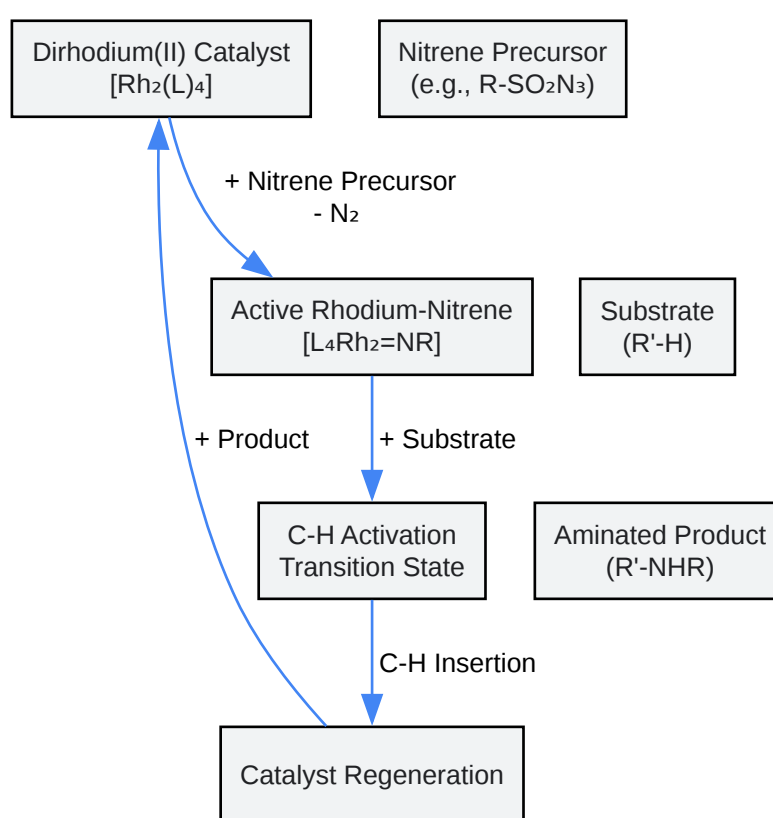 Dirhodium(II) Catalyst
[Rh₂(L)₄]
Nitrene Precursor
(e.g., R-SO₂N₃)
+ Nitrene Precursor
- N₂
Active Rhodium-Nitrene
[L₄Rh₂=NR]
Substrate
(R'-H)
+ Product
+ Substrate
C-H Activation
Transition State
Aminated Product
(R'-NHR)
C-H Insertion
Catalyst Regeneration